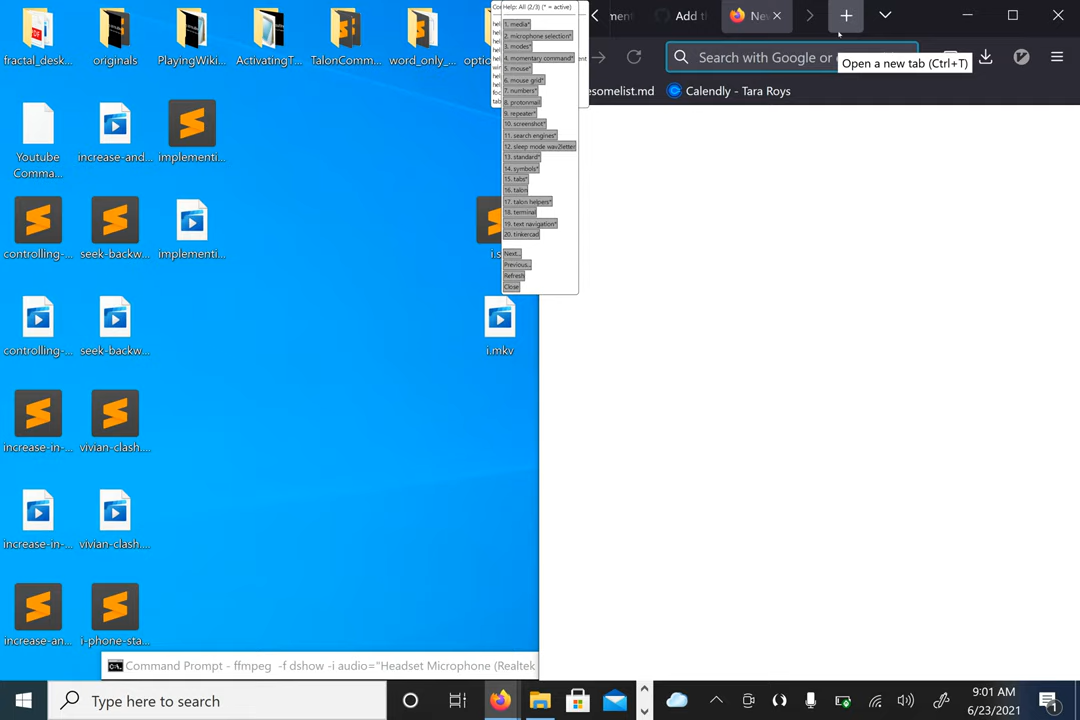 fractal_desk...
originals
PlayingWiki...
ActivatingT...
TalonComm...
word_only_...
Youtube
Comma...
increase-and...
implementi...
controlling-...
seek-backw...
implementi...
controlling-...
seek-backw...
i.mkv
increase-in-...
vivian-clash....
increase-in-...
vivian-clash....
increase-an...
i-phone-sta...
Help: All (2/3) (* = active)
1. media*
2. microphone selection*
3. modes*
4. momentary command*
5. mouse*
6. mouse grid*
7. numbers*
8. protonmail
9. repeater*
10. screenshot*
11. search engines*
12. sleep mode wav2letter
13. standard*
14. symbols*
15. tabs*
16. talon
17. talon helpers*
18. terminal
19. text navigation*
20. tinkercad
Next...
Previous...
Refresh
Close
ment
Add t
Ne
Search with Google or
Open a new tab (Ctrl+T)
esomelist.md
Calendly - Tara Roys
Command Prompt - ffmpeg -f dshow -i audio="Headset Microphone (Realtek
Type here to search
9:01 AM
6/23/2021
1